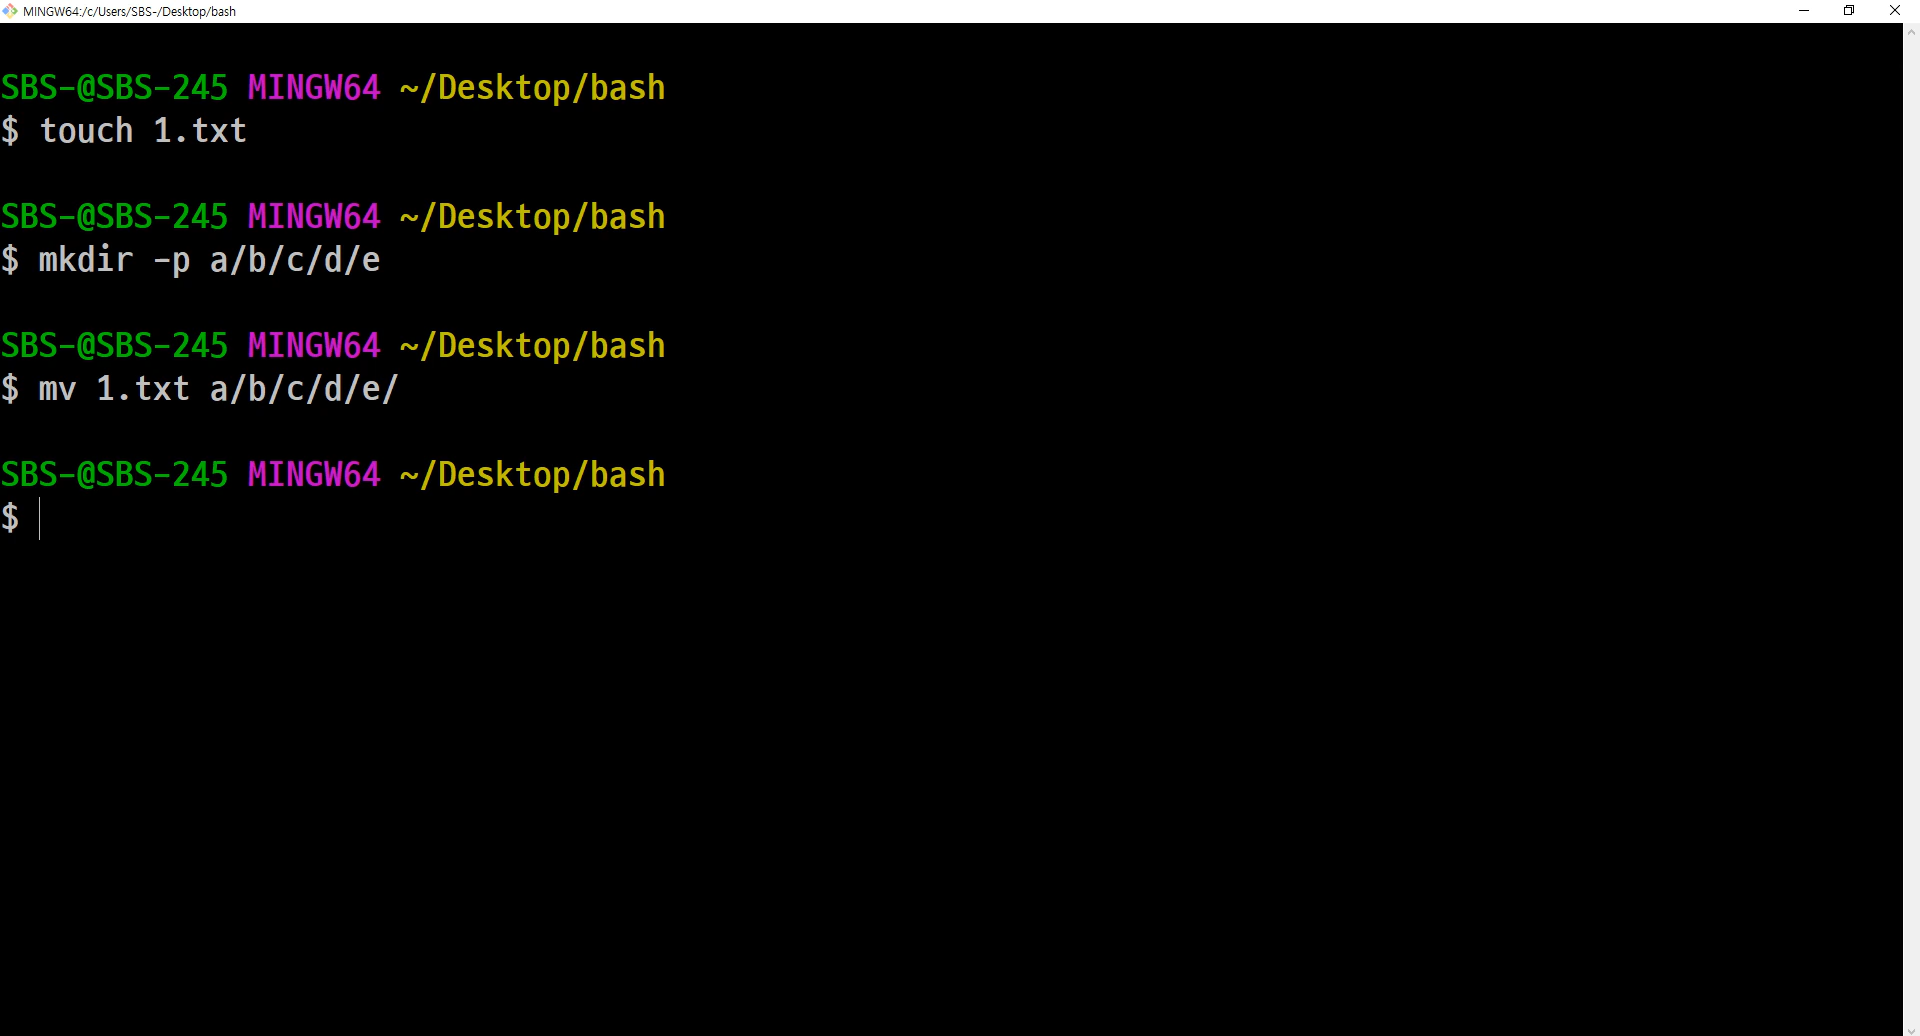 MINGW64:/c/Users/SBS-/Desktop/bash
SBS-@SBS-245 MINGW64 ~/Desktop/bash
$ touch 1.txt
SBS-@SBS-245 MINGW64 ~/Desktop/bash
$ mkdir -p a/b/c/d/e
SBS-@SBS-245 MINGW64 ~/Desktop/bash
$ mv 1.txt a/b/c/d/e/
SBS-@SBS-245 MINGW64 ~/Desktop/bash
$